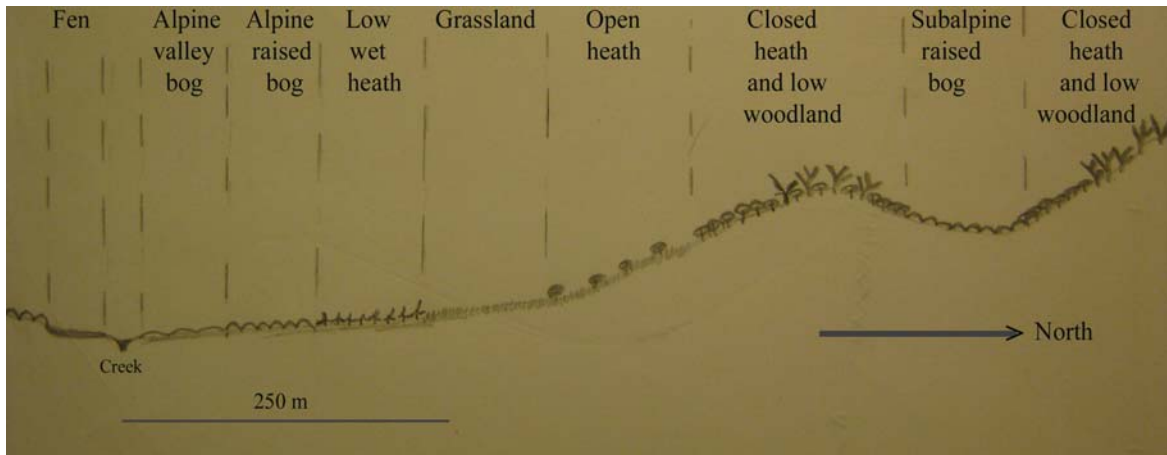 Fen
Alpine
valley
bog
Alpine
raised
bog
Low
wet
heath
Grassland
Open
heath
Closed
heath
and low
woodland
Subalpine
raised
bog
Closed
heath
and low
woodland
North
Creek
250 m